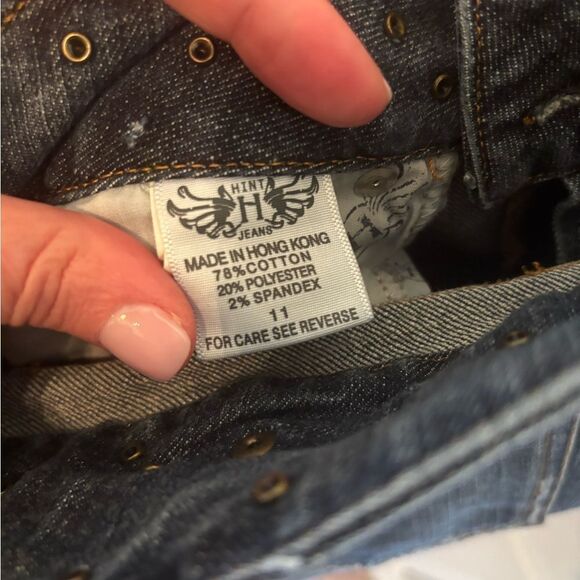 HINT
H
JEANS
MADE IN HONG KONG
78%COTTON
20% POLYESTER
2% SPANDEX
11
FOR CARE SEE REVERSE